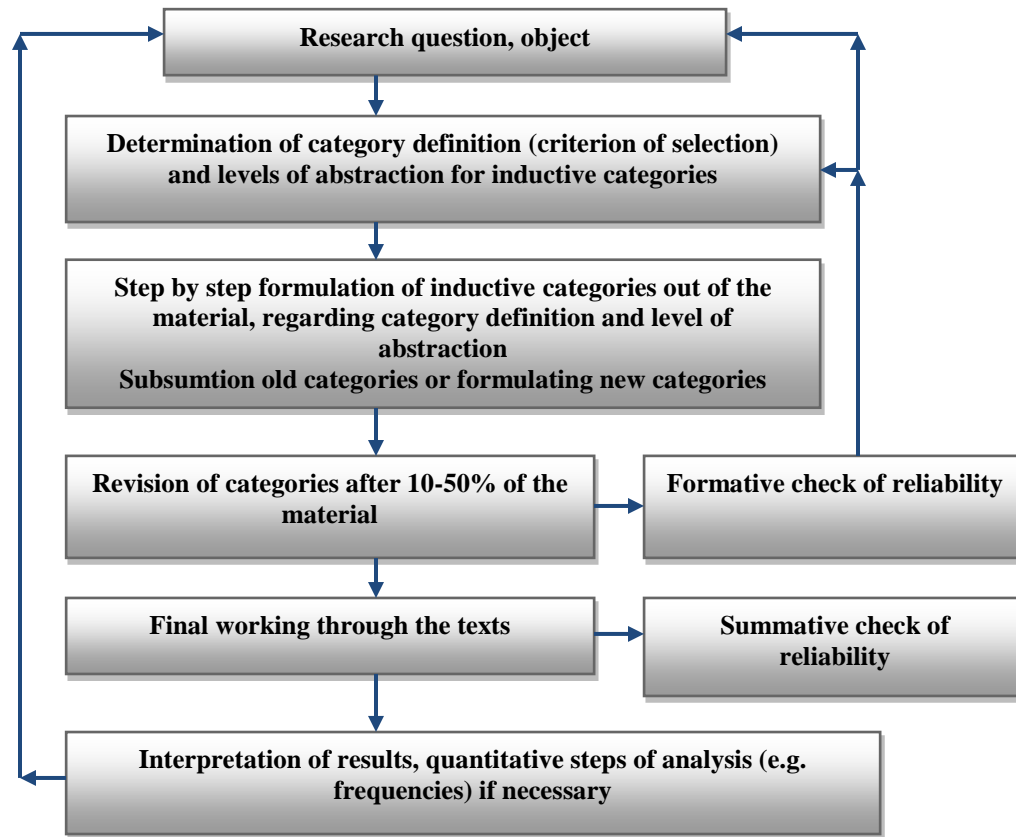 Research question, object
Determination of category definition (criterion of selection)
and levels of abstraction for inductive categories
Step by step formulation of inductive categories out of the
material, regarding category definition and level of
abstraction
Subsumtion old categories or formulating new categories
Revision of categories after 10-50% of the
material
Formative check of reliability
Final working through the texts
Summative check of
reliability
Interpretation of results, quantitative steps of analysis (e.g.
frequencies) if necessary